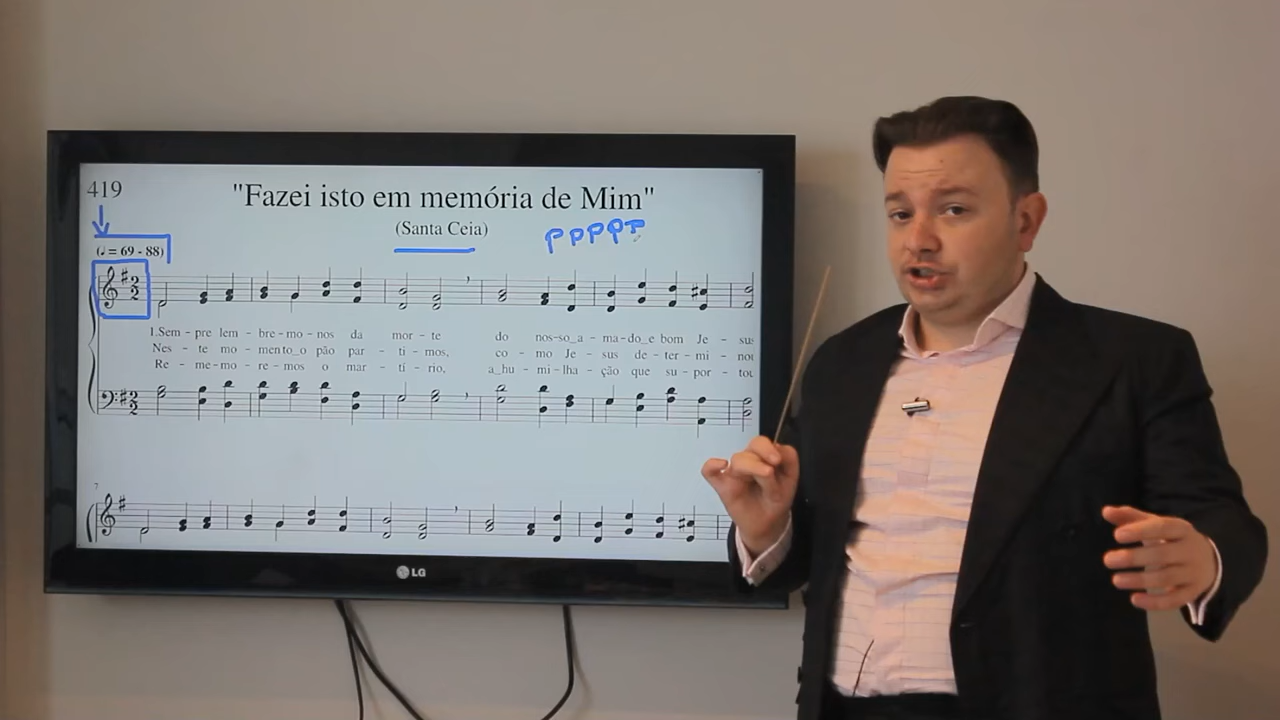 419
"Fazei isto em memória de Mim"
(Santa Ceia)
PPPPP
(♩ = 69 - 88)
1.Sem - pre lem - bre - mo - nos da mor - te do nos-so_a - ma-do_e bom Je - sus
Nes - te mo - mento_o pão par - ti - mos, co - mo Je - sus de - ter - mi - nou
Re - me-mo - re-mos o mar - tí - rio, a_hu - mi - lha - ção que su - por - tou
7
LG